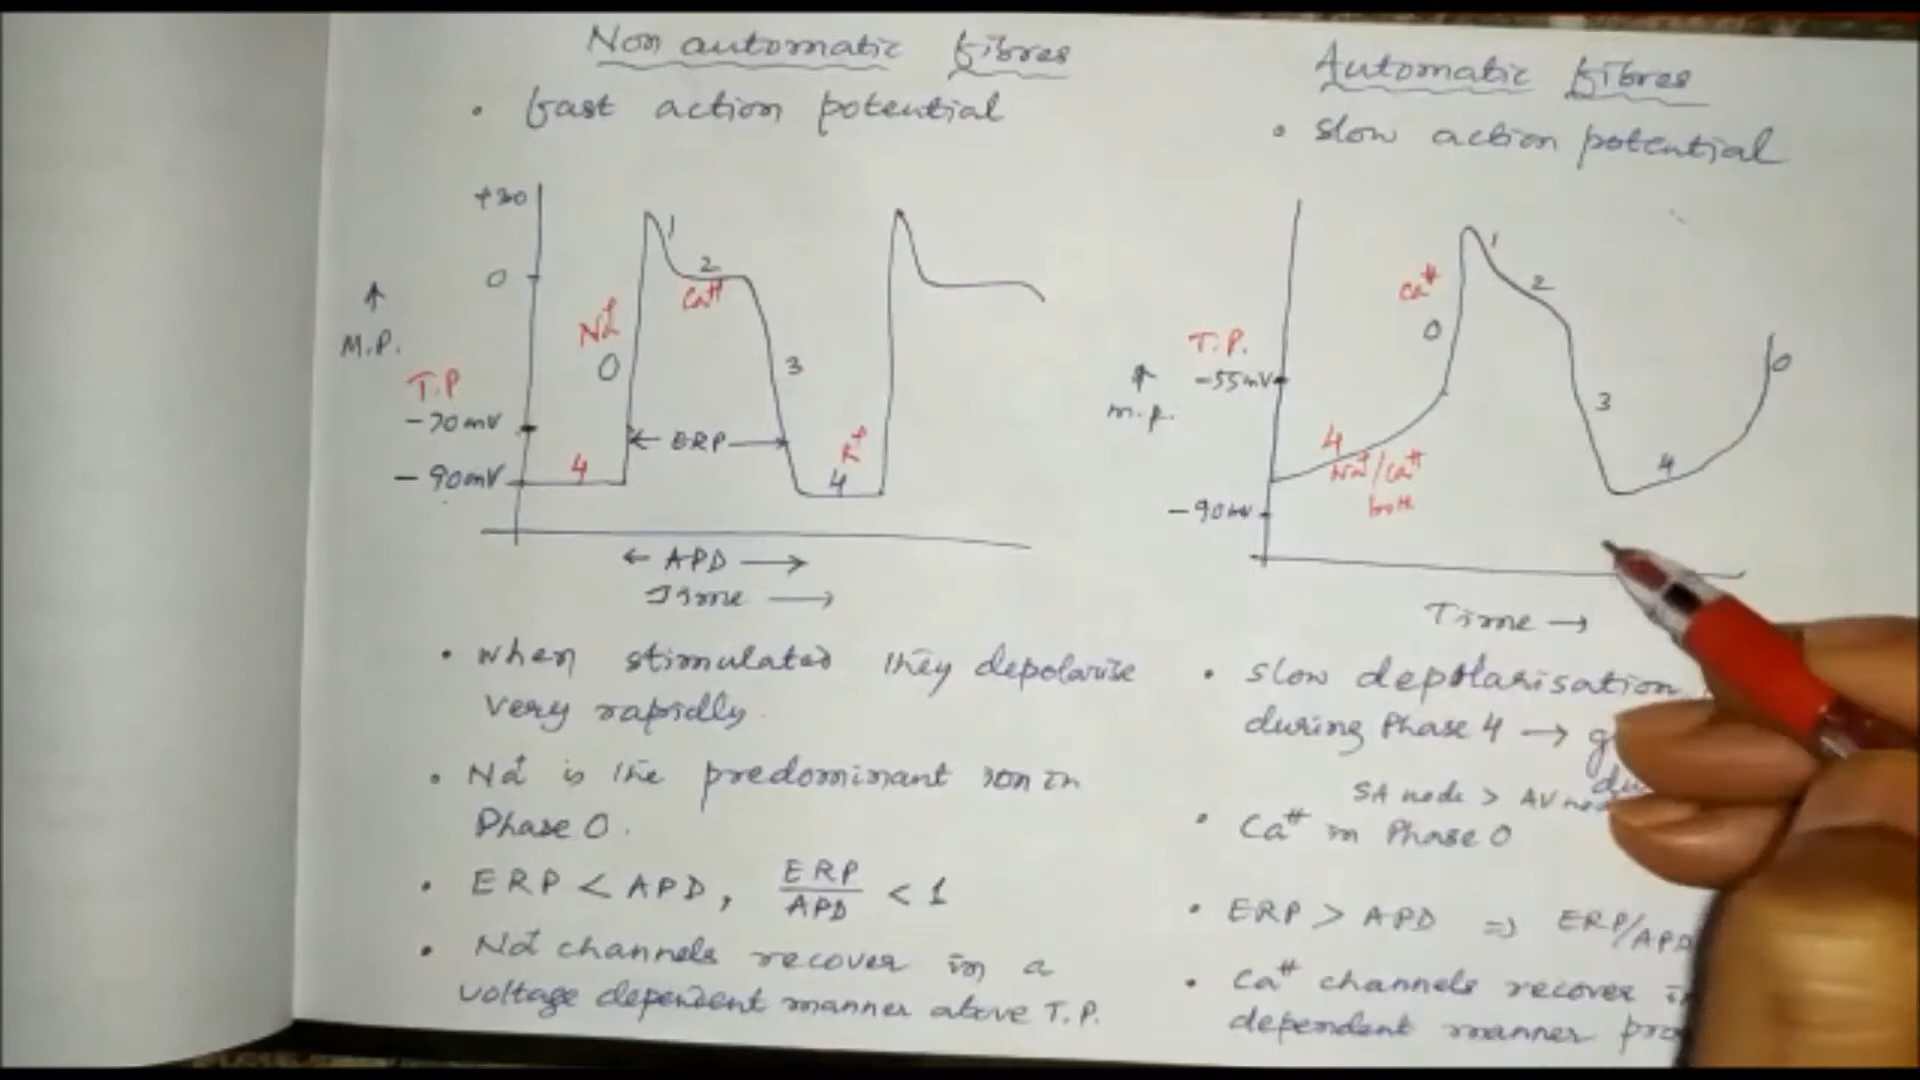 Non automatic fibres
• fast action potential
+30
0
↑
M.P.
T.P
-70mV
-90mV
Na+
0
1
2
Ca++
3
← ERP →
4
K+
4
← APD →
Time →
• When stimulated they depolarise
very rapidly.
• Na+ is the predominant ion in
Phase 0.
• ERP < APD, ERP/APD < 1
• Na+ channels recover in a
voltage dependent manner above T.P.
Automatic fibres
• slow action potential
T.P.
-55mV
↑
m.p.
-90mV
Ca++
0
1
2
3
4
Na+/Ca++
both
4
0
Time →
• slow depolarisation
during Phase 4 →
SA node > AV
• Ca++ in Phase 0
• ERP > APD ⇒ ERP/APD
• Ca++ channels recover
dependent manner